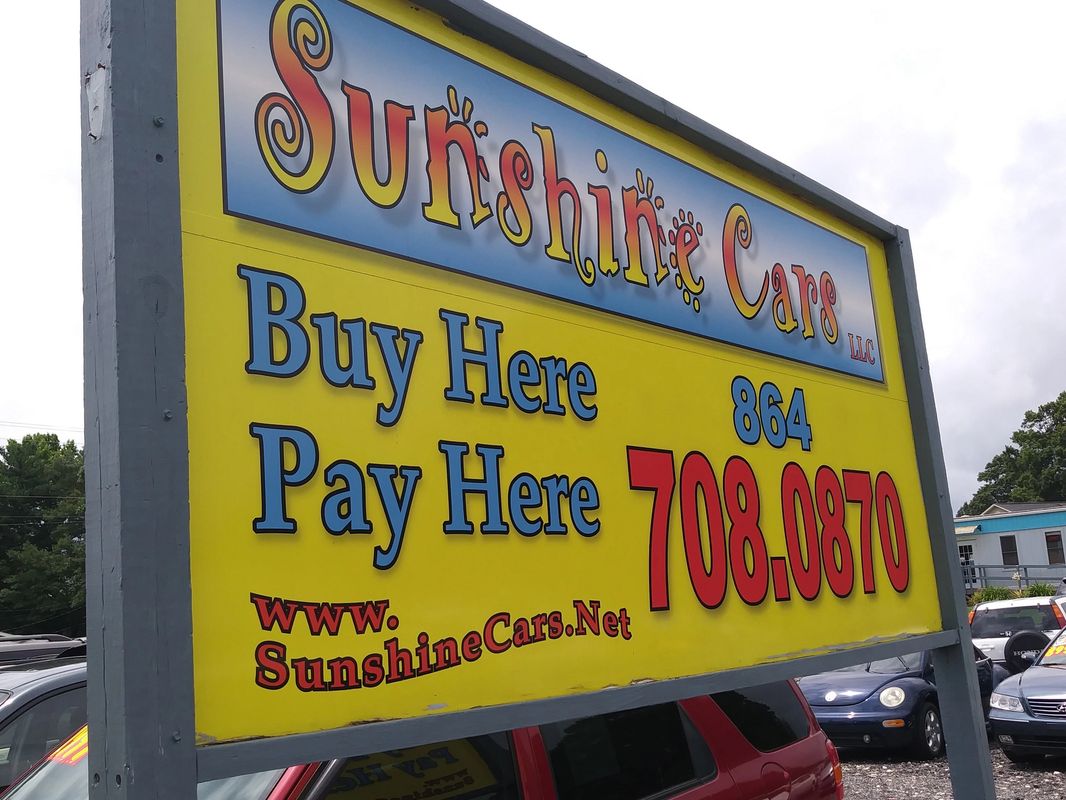 Sunshine Cars
LLC
Buy Here
Pay Here
864
708.0870
www.
SunshineCars.Net